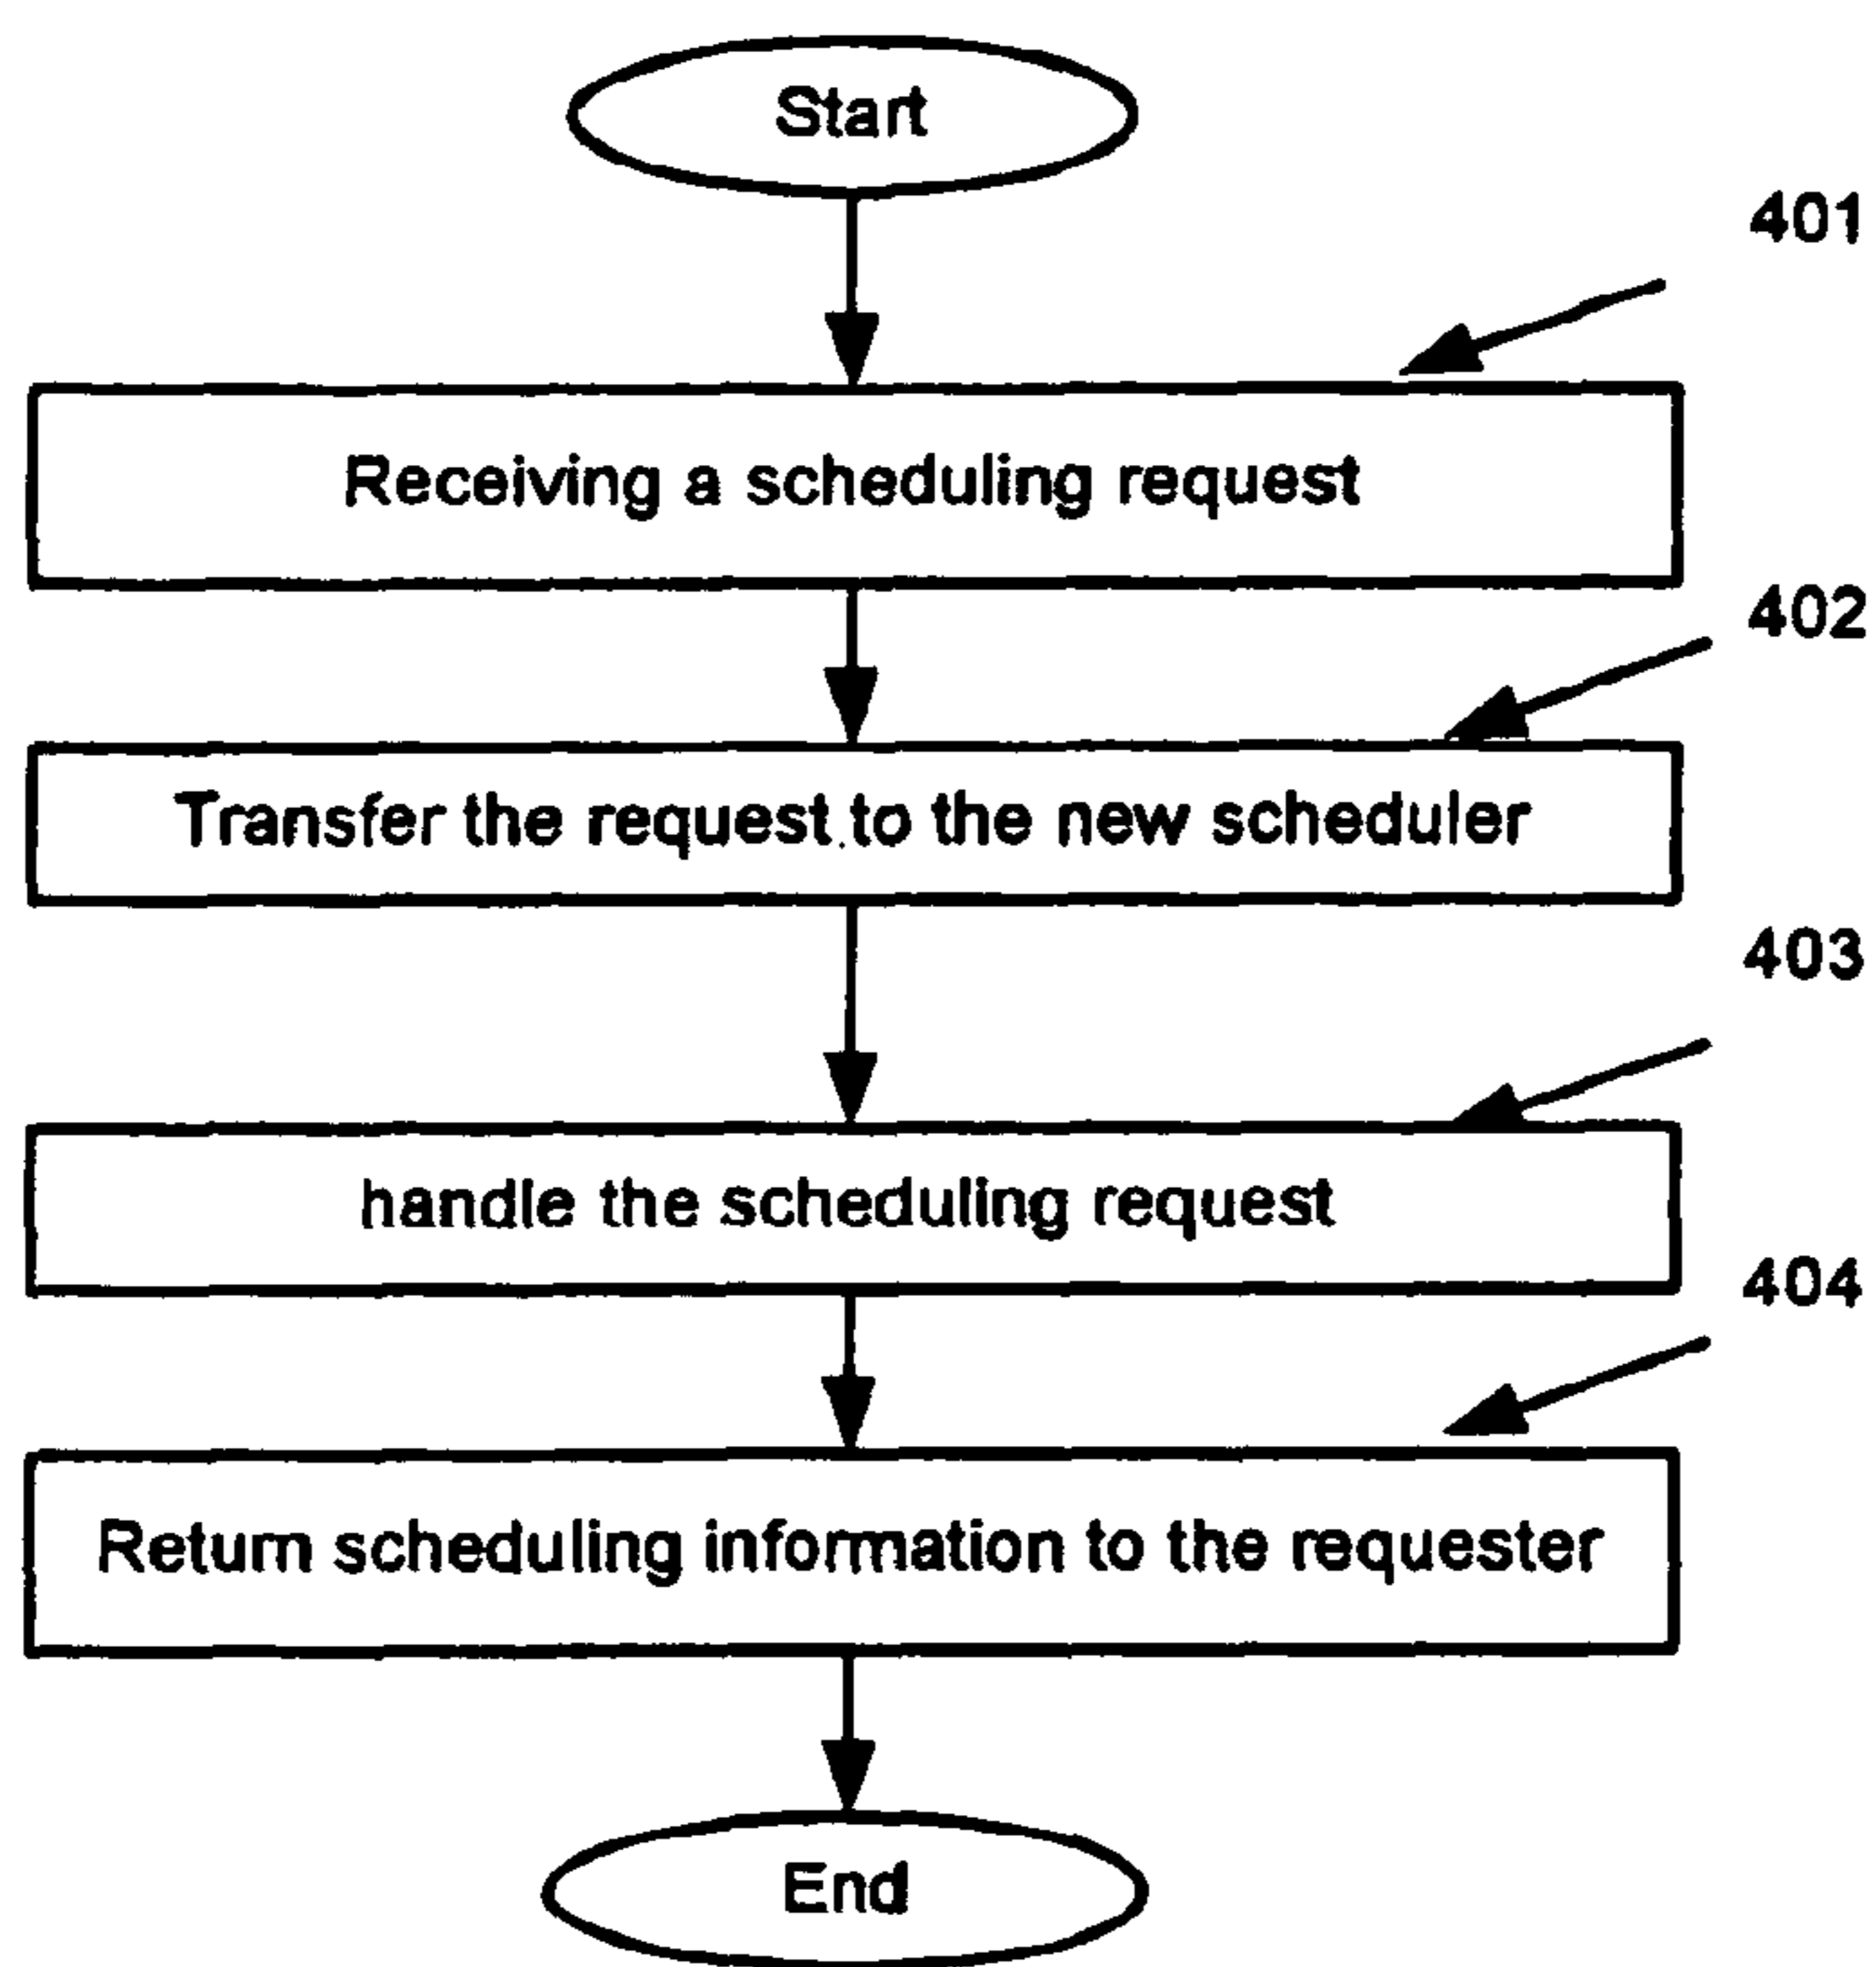 Start
401
Receiving a scheduling request
402
Transfer the request to the new scheduler
403
handle the scheduling request
404
Return scheduling information to the requester
End